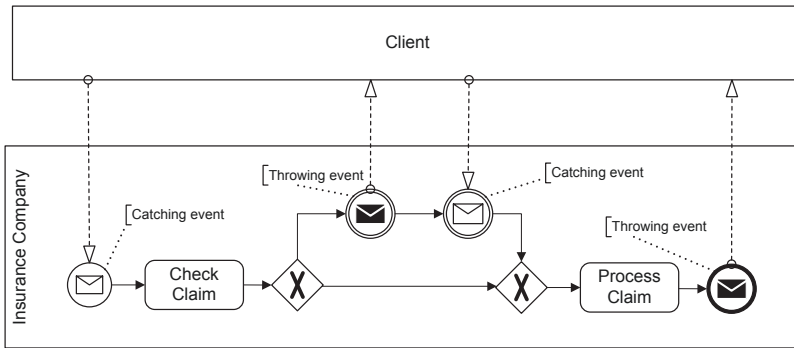 Client
Throwing event
Catching event
Catching event
Throwing event
Insurance Company
Check
Claim
X
X
Process
Claim